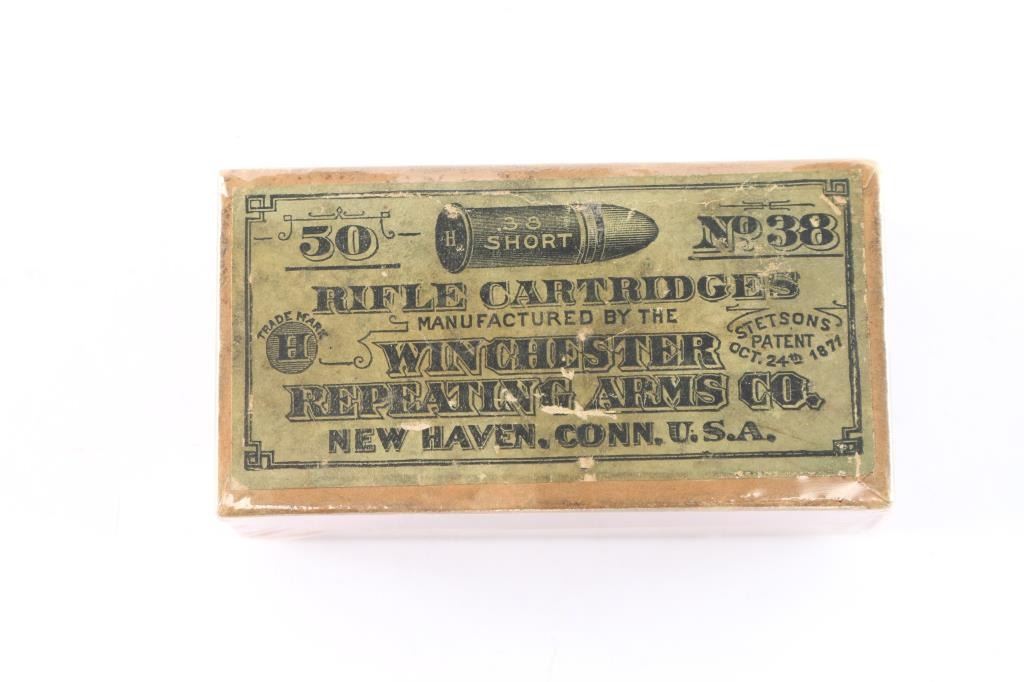 50
.38
SHORT
H
No 38
RIFLE CARTRIDGES
MANUFACTURED BY THE
TRADE MARK
H
WINCHESTER
STETSONS
PATENT
OCT. 24th 1871
REPEATING ARMS CO.
NEW HAVEN, CONN. U.S.A.